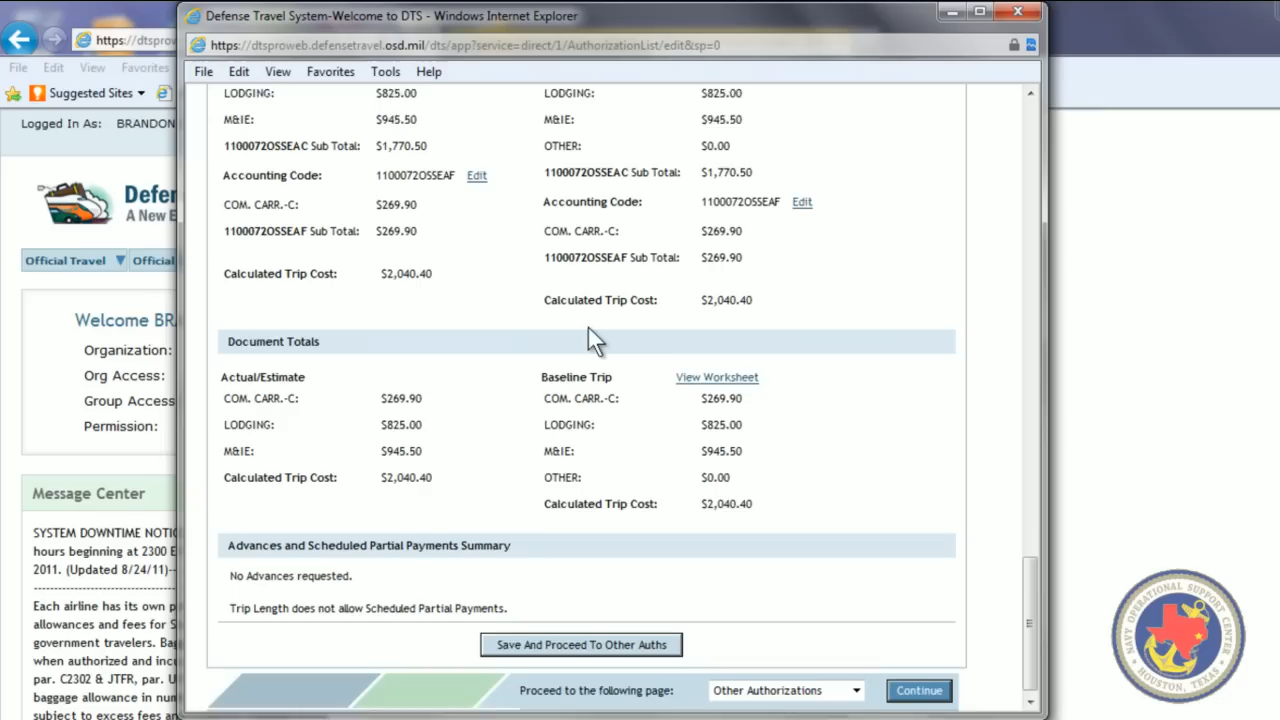 Defense Travel System-Welcome to DTS - Windows Internet Explorer
https://dtsprov
https://dtsproweb.defensetravel.osd.mil/dts/app?service=direct/1/AuthorizationList/edit&sp=0
File Edit View Favorites
File Edit View Favorites Tools Help
Suggested Sites
Logged In As: BRANDON
Defen
A New E
Official Travel Official
Welcome BR
Organization:
Org Access:
Group Access
Permission:
Message Center
SYSTEM DOWNTIME NOTIC
hours beginning at 2300 E
2011. (Updated 8/24/11)--
Each airline has its own p
allowances and fees for S
government travelers. Bag
when authorized and incu
par. C2302 & JTFR, par. U
baggage allowance in num
subject to excess fees an
LODGING: $825.00 LODGING: $825.00
M&IE: $945.50 M&IE: $945.50
1100072OSSEAC Sub Total: $1,770.50 OTHER: $0.00
1100072OSSEAC Sub Total: $1,770.50
Accounting Code: 1100072OSSEAF Edit
Accounting Code: 1100072OSSEAF Edit
COM. CARR.-C: $269.90
COM. CARR.-C: $269.90
1100072OSSEAF Sub Total: $269.90
1100072OSSEAF Sub Total: $269.90
Calculated Trip Cost: $2,040.40
Calculated Trip Cost: $2,040.40
Document Totals
Actual/Estimate Baseline Trip View Worksheet
COM. CARR.-C: $269.90 COM. CARR.-C: $269.90
LODGING: $825.00 LODGING: $825.00
M&IE: $945.50 M&IE: $945.50
Calculated Trip Cost: $2,040.40 OTHER: $0.00
Calculated Trip Cost: $2,040.40
Advances and Scheduled Partial Payments Summary
No Advances requested.
Trip Length does not allow Scheduled Partial Payments.
Save And Proceed To Other Auths
Proceed to the following page: Other Authorizations Continue
NAVY OPERATIONAL SUPPORT CENTER
HOUSTON, TEXAS